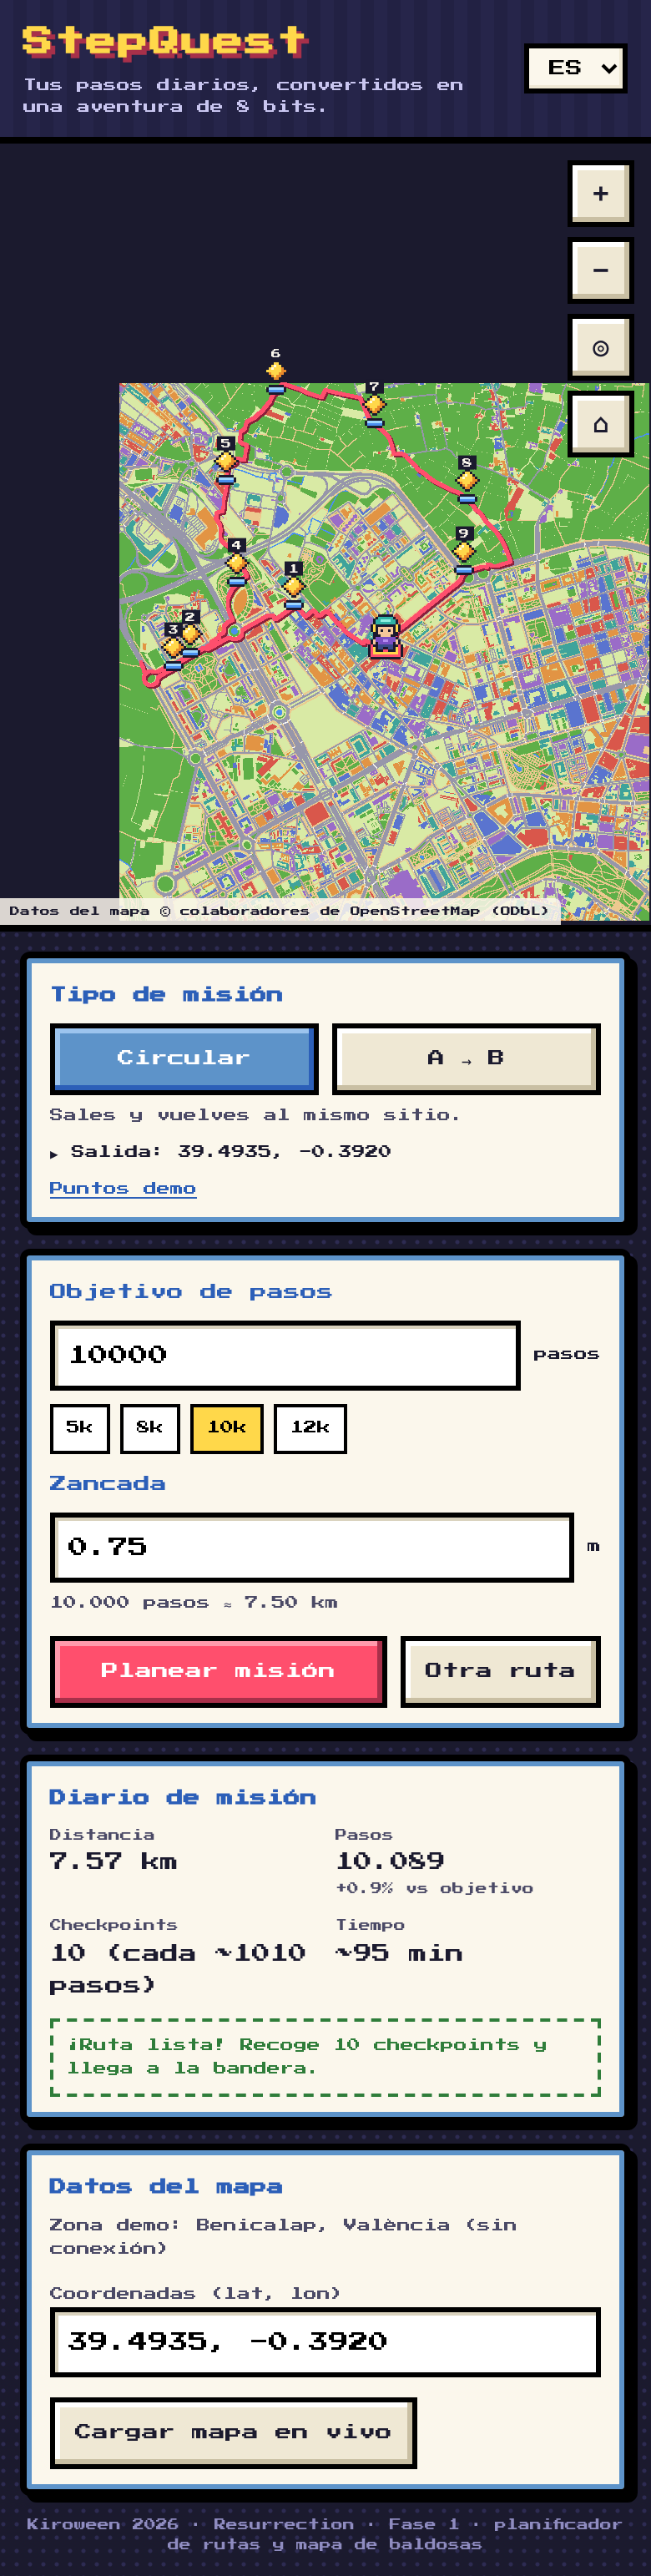 StepQuest
Tus pasos diarios, convertidos en
una aventura de 8 bits.
ES
+
−
◎
⌂
6
7
5
8
9
4
1
2
3
Datos del mapa © colaboradores de OpenStreetMap (ODbL)
Tipo de misión
Circular
A → B
Sales y vuelves al mismo sitio.
▸ Salida: 39.4935, -0.3920
Puntos demo
Objetivo de pasos
10000
pasos
5k
8k
10k
12k
Zancada
0.75
m
10.000 pasos ≈ 7.50 km
Planear misión
Otra ruta
Diario de misión
Distancia
7.57 km
Pasos
10.089
+0.9% vs objetivo
Checkpoints
10 (cada ~1010
pasos)
Tiempo
~95 min
¡Ruta lista! Recoge 10 checkpoints y
llega a la bandera.
Datos del mapa
Zona demo: Benicalap, València (sin
conexión)
Coordenadas (lat, lon)
39.4935, -0.3920
Cargar mapa en vivo
Kiroween 2026 · Resurrection · Fase 1 · planificador
de rutas y mapa de baldosas